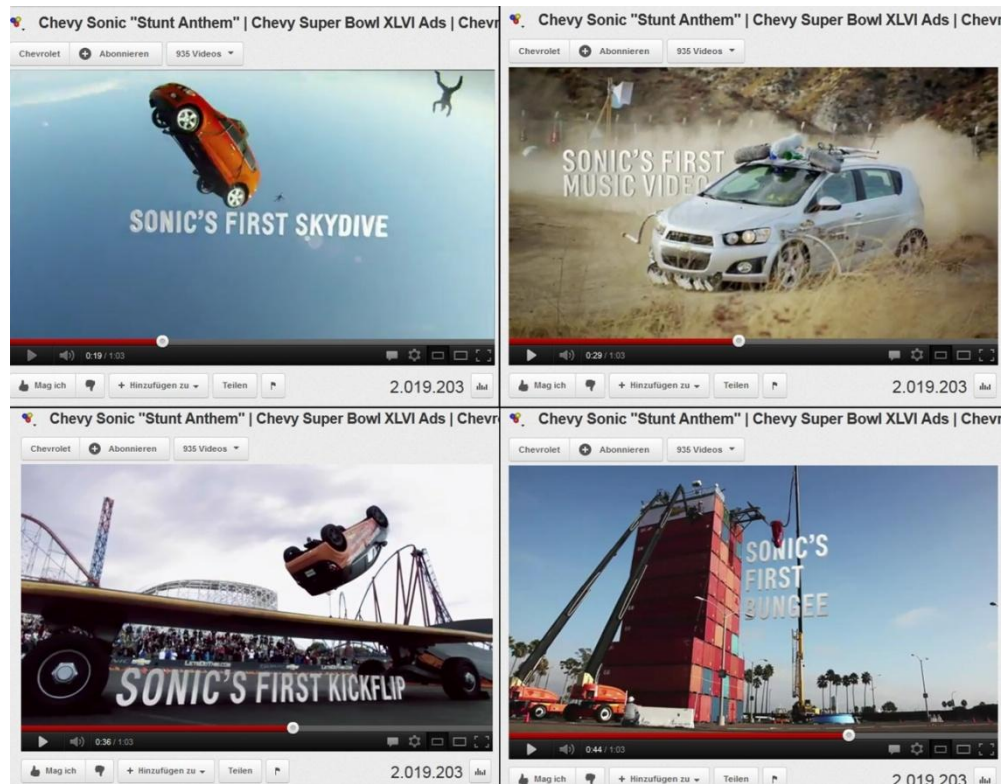 Chevy Sonic "Stunt Anthem" | Chevy Super Bowl XLVI Ads | Chevr
Chevrolet Abonnieren 935 Videos
SONIC'S FIRST SKYDIVE
0:19 / 1:03
Mag ich + Hinzufügen zu Teilen 2.019.203
Chevy Sonic "Stunt Anthem" | Chevy Super Bowl XLVI Ads | Chevr
Chevrolet Abonnieren 935 Videos
SONIC'S FIRST
MUSIC VIDEO
0:29 / 1:03
Mag ich + Hinzufügen zu Teilen 2.019.203
Chevy Sonic "Stunt Anthem" | Chevy Super Bowl XLVI Ads | Chevr
Chevrolet Abonnieren 935 Videos
SONIC'S FIRST KICKFLIP
0:36 / 1:03
Mag ich + Hinzufügen zu Teilen 2.019.203
Chevy Sonic "Stunt Anthem" | Chevy Super Bowl XLVI Ads | Chevr
Chevrolet Abonnieren 935 Videos
SONIC'S
FIRST
BUNGEE
0:44 / 1:03
Mag ich + Hinzufügen zu Teilen 2.019.203